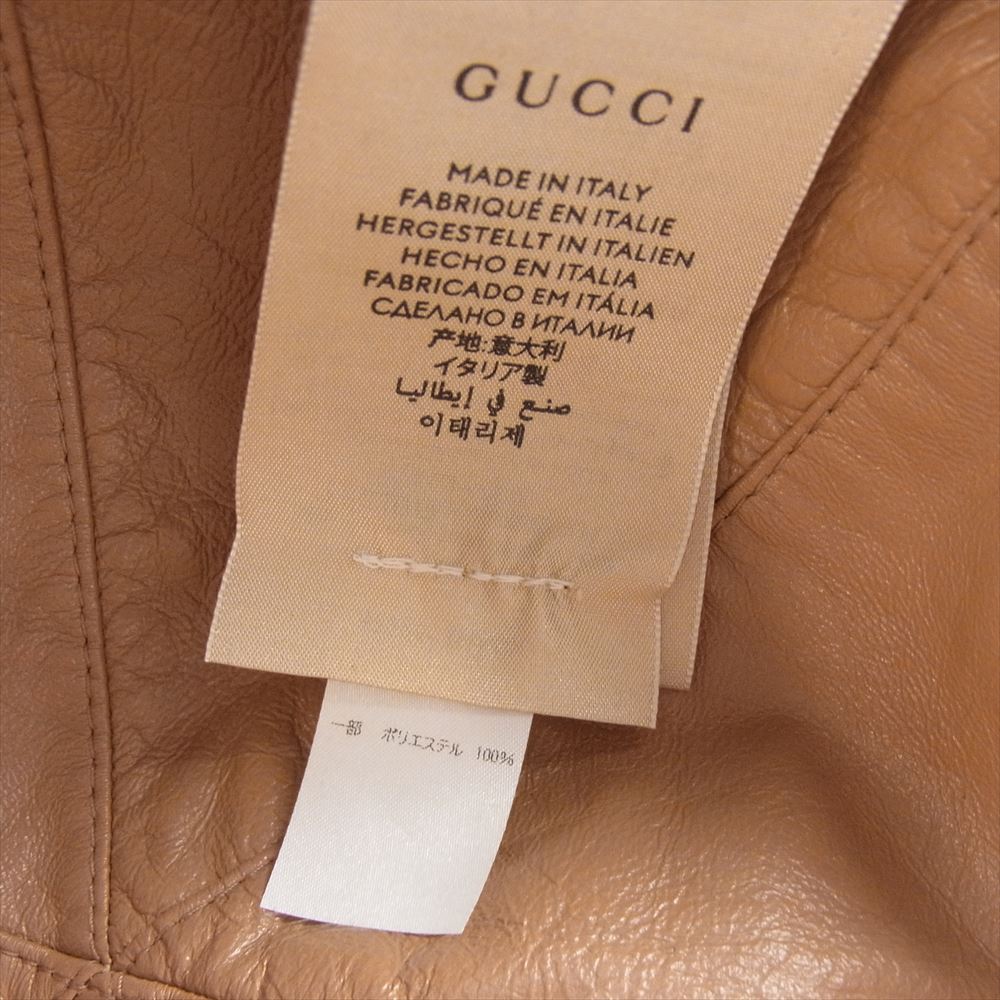 GUCCI
MADE IN ITALY
FABRIQUÉ EN ITALIE
HERGESTELLT IN ITALIEN
HECHO EN ITALIA
FABRICADO EM ITÁLIA
СДЕЛАНО В ИТАЛИИ
产地:意大利
イタリア製
صنع في إيطاليا
이태리제
一部 ポリエステル 100%